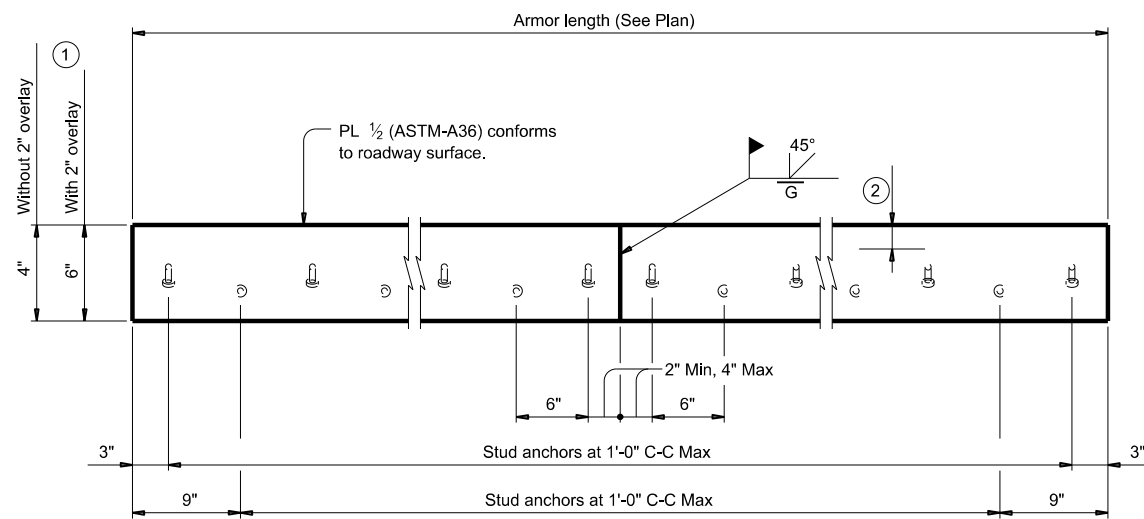 Armor length (See Plan)
1
Without 2" overlay
With 2" overlay
PL ½ (ASTM-A36) conforms
to roadway surface.
45°
G
2
4"
6"
2" Min, 4" Max
6"
6"
3"
Stud anchors at 1'-0" C-C Max
3"
9"
Stud anchors at 1'-0" C-C Max
9"